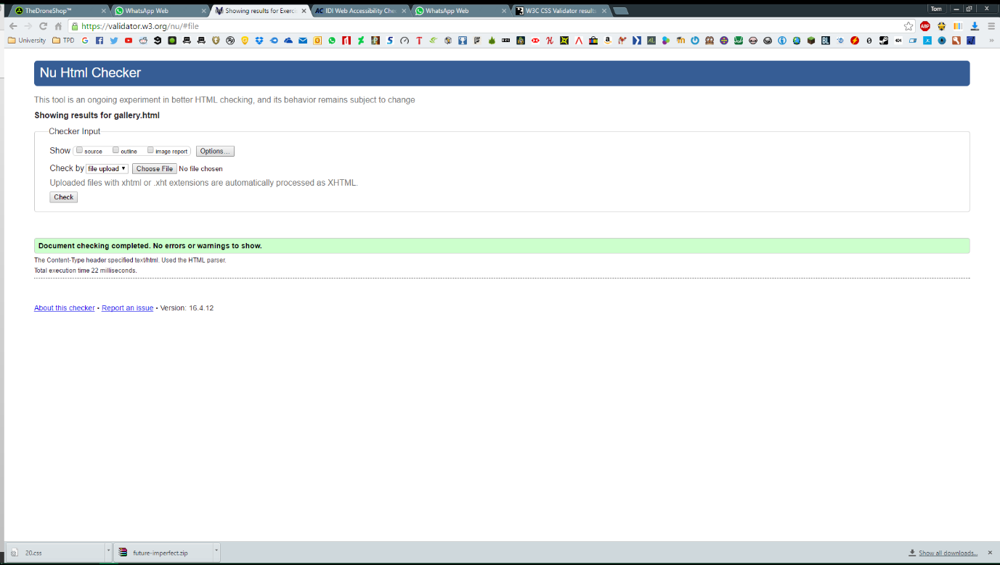 TheDroneShop™ WhatsApp Web Showing results for Exerci AC IDI Web Accessibility Che WhatsApp Web W3C CSS Validator results Tom
https://validator.w3.org/nu/#file ABP
University TPD
Nu Html Checker
This tool is an ongoing experiment in better HTML checking, and its behavior remains subject to change
Showing results for gallery.html
Checker Input
Show source outline image report Options...
Check by file upload Choose File No file chosen
Uploaded files with xhtml or .xht extensions are automatically processed as XHTML.
Check
Document checking completed. No errors or warnings to show.
The Content-Type header specified text/html. Used the HTML parser.
Total execution time 22 milliseconds.
About this checker • Report an issue • Version: 16.4.12
20.css future-imperfect.zip Show all downloads...